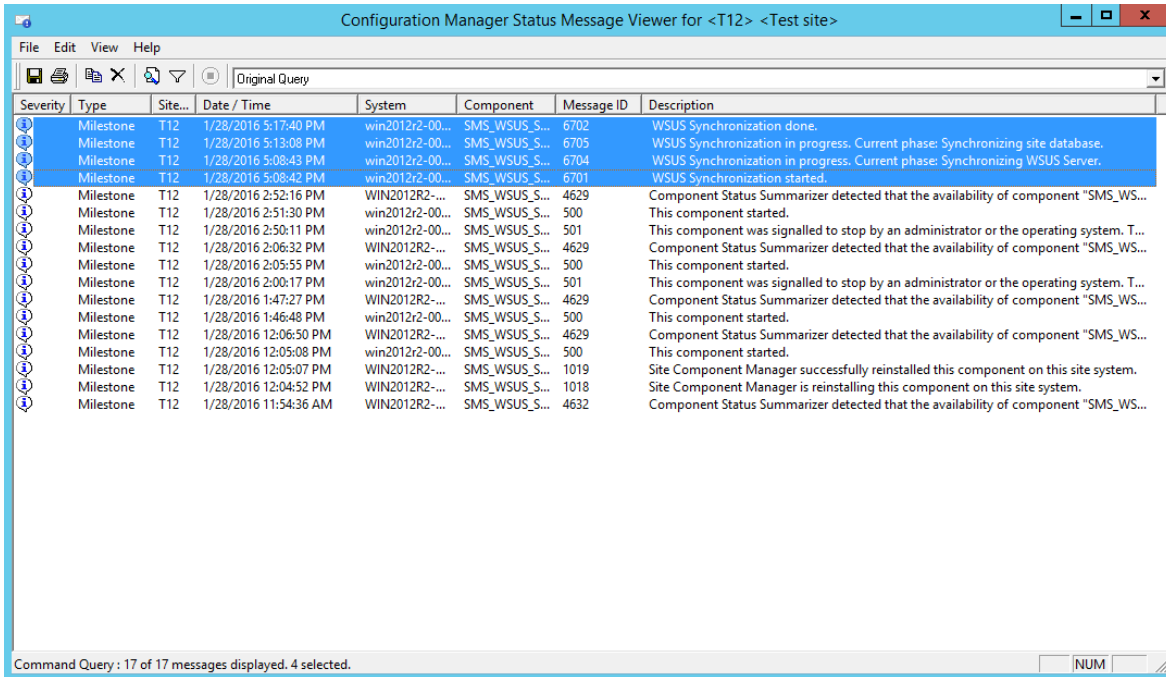 Configuration Manager Status Message Viewer for <T12> <Test site>
File Edit View Help
Original Query
Severity Type Site... Date / Time System Component Message ID Description
Milestone T12 1/28/2016 5:17:40 PM win2012r2-00... SMS_WSUS_S... 6702 WSUS Synchronization done.
Milestone T12 1/28/2016 5:13:08 PM win2012r2-00... SMS_WSUS_S... 6705 WSUS Synchronization in progress. Current phase: Synchronizing site database.
Milestone T12 1/28/2016 5:08:43 PM win2012r2-00... SMS_WSUS_S... 6704 WSUS Synchronization in progress. Current phase: Synchronizing WSUS Server.
Milestone T12 1/28/2016 5:08:42 PM win2012r2-00... SMS_WSUS_S... 6701 WSUS Synchronization started.
Milestone T12 1/28/2016 2:52:16 PM WIN2012R2-... SMS_WSUS_S... 4629 Component Status Summarizer detected that the availability of component "SMS_WS...
Milestone T12 1/28/2016 2:51:30 PM win2012r2-00... SMS_WSUS_S... 500 This component started.
Milestone T12 1/28/2016 2:50:11 PM win2012r2-00... SMS_WSUS_S... 501 This component was signalled to stop by an administrator or the operating system. T...
Milestone T12 1/28/2016 2:06:32 PM WIN2012R2-... SMS_WSUS_S... 4629 Component Status Summarizer detected that the availability of component "SMS_WS...
Milestone T12 1/28/2016 2:05:55 PM win2012r2-00... SMS_WSUS_S... 500 This component started.
Milestone T12 1/28/2016 2:00:17 PM win2012r2-00... SMS_WSUS_S... 501 This component was signalled to stop by an administrator or the operating system. T...
Milestone T12 1/28/2016 1:47:27 PM WIN2012R2-... SMS_WSUS_S... 4629 Component Status Summarizer detected that the availability of component "SMS_WS...
Milestone T12 1/28/2016 1:46:48 PM win2012r2-00... SMS_WSUS_S... 500 This component started.
Milestone T12 1/28/2016 12:06:50 PM WIN2012R2-... SMS_WSUS_S... 4629 Component Status Summarizer detected that the availability of component "SMS_WS...
Milestone T12 1/28/2016 12:05:08 PM win2012r2-00... SMS_WSUS_S... 500 This component started.
Milestone T12 1/28/2016 12:05:07 PM WIN2012R2-... SMS_WSUS_S... 1019 Site Component Manager successfully reinstalled this component on this site system.
Milestone T12 1/28/2016 12:04:52 PM WIN2012R2-... SMS_WSUS_S... 1018 Site Component Manager is reinstalling this component on this site system.
Milestone T12 1/28/2016 11:54:36 AM WIN2012R2-... SMS_WSUS_S... 4632 Component Status Summarizer detected that the availability of component "SMS_WS...
Command Query : 17 of 17 messages displayed. 4 selected. NUM